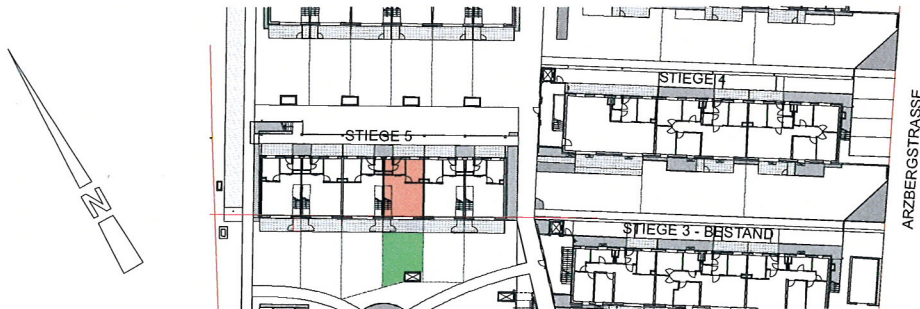 STIEGE 4
STIEGE 5
ARZBERGSTRASSE
STIEGE 3 - BESTAND
N